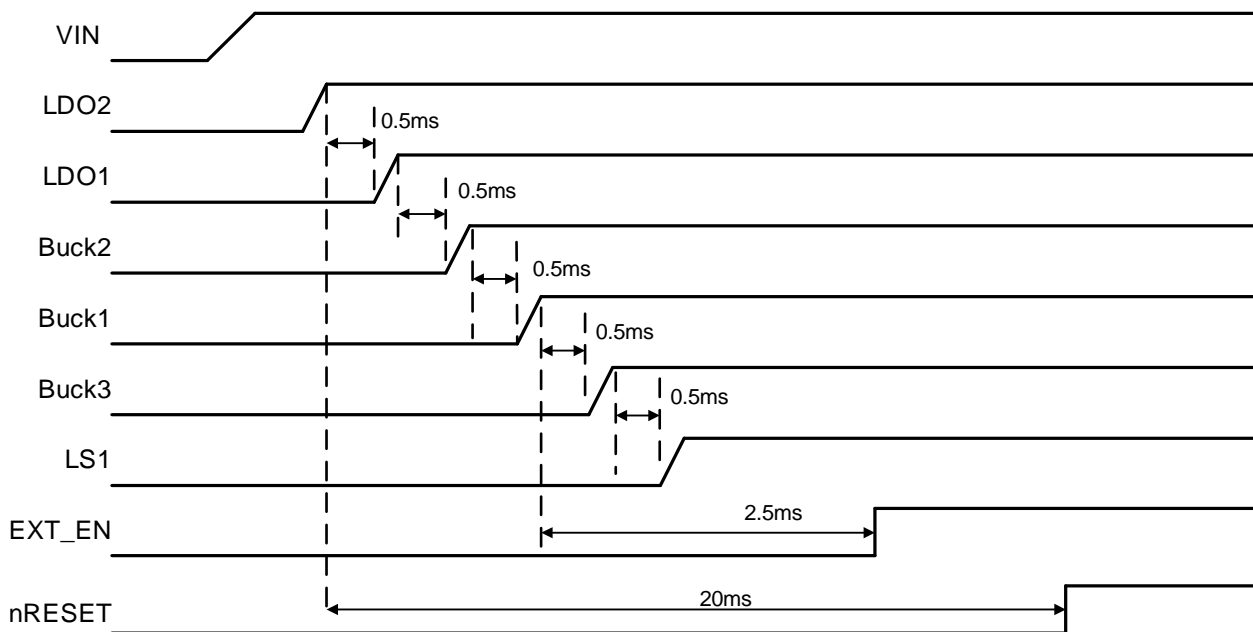 VIN
LDO2
0.5ms
LDO1
0.5ms
Buck2
0.5ms
Buck1
0.5ms
Buck3
0.5ms
LS1
2.5ms
EXT_EN
20ms
nRESET